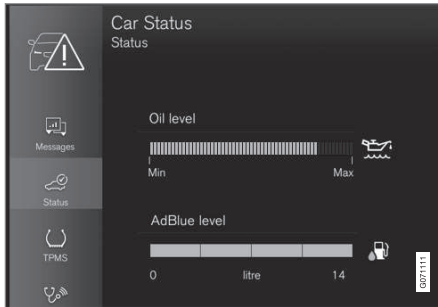 Car Status
Status
Messages
Status
TPMS
Oil level
Min Max
AdBlue level
0 litre 14
G071111